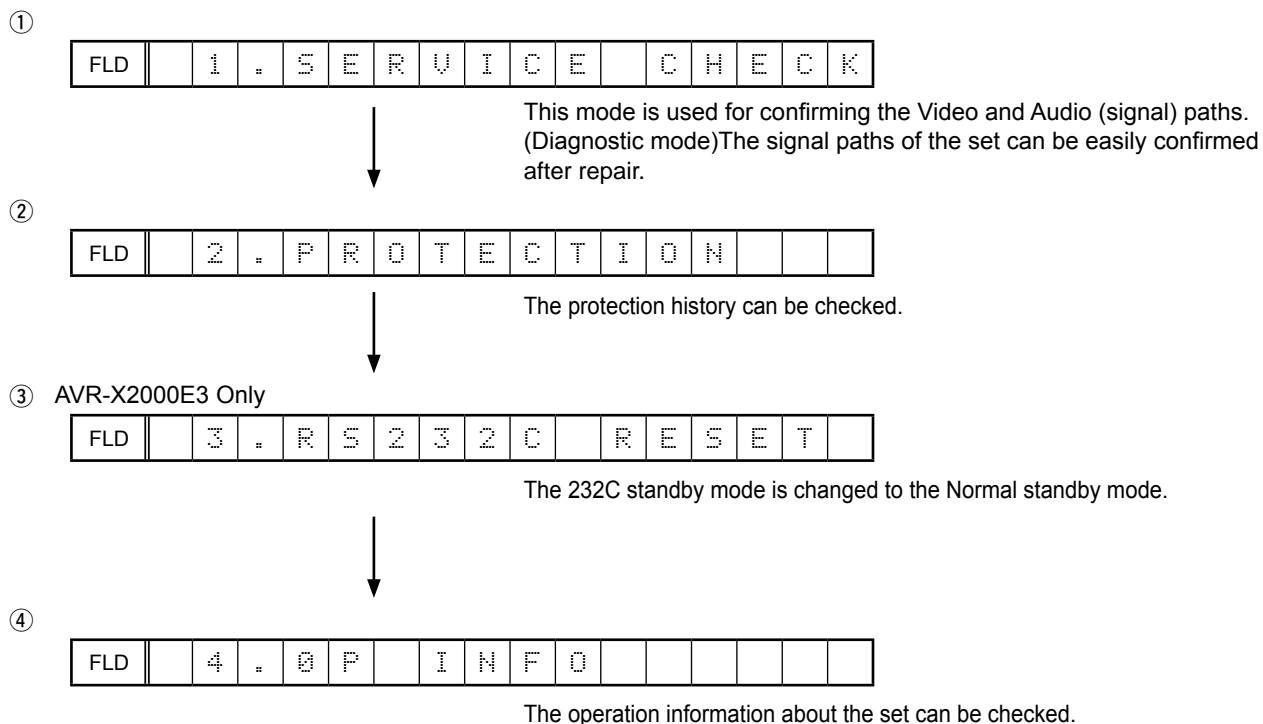 ①
FLD 1.SERVICE CHECK
This mode is used for confirming the Video and Audio (signal) paths.
(Diagnostic mode)The signal paths of the set can be easily confirmed
after repair.
②
FLD 2.PROTECTION
The protection history can be checked.
③ AVR-X2000E3 Only
FLD 3.RS232C RESET
The 232C standby mode is changed to the Normal standby mode.
④
FLD 4.0P INFO
The operation information about the set can be checked.